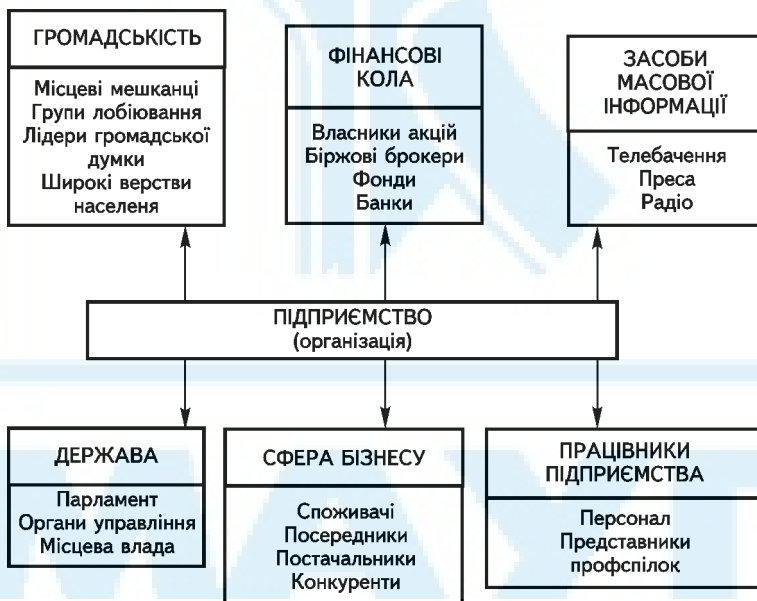 ГРОМАДСЬКІСТЬ
Місцеві мешканці
Групи лобіювання
Лідери громадської
думки
Широкі верстви
населеня
ФІНАНСОВІ
КОЛА
Власники акцій
Біржові брокери
Фонди
Банки
ЗАСОБИ
МАСОВОЇ
ІНФОРМАЦІЇ
Телебачення
Преса
Радіо
ПІДПРИЄМСТВО
(організація)
ДЕРЖАВА
Парламент
Органи управління
Місцева влада
СФЕРА БІЗНЕСУ
Споживачі
Посередники
Постачальники
Конкуренти
ПРАЦІВНИКИ
ПІДПРИЄМСТВА
Персонал
Представники
профспілок